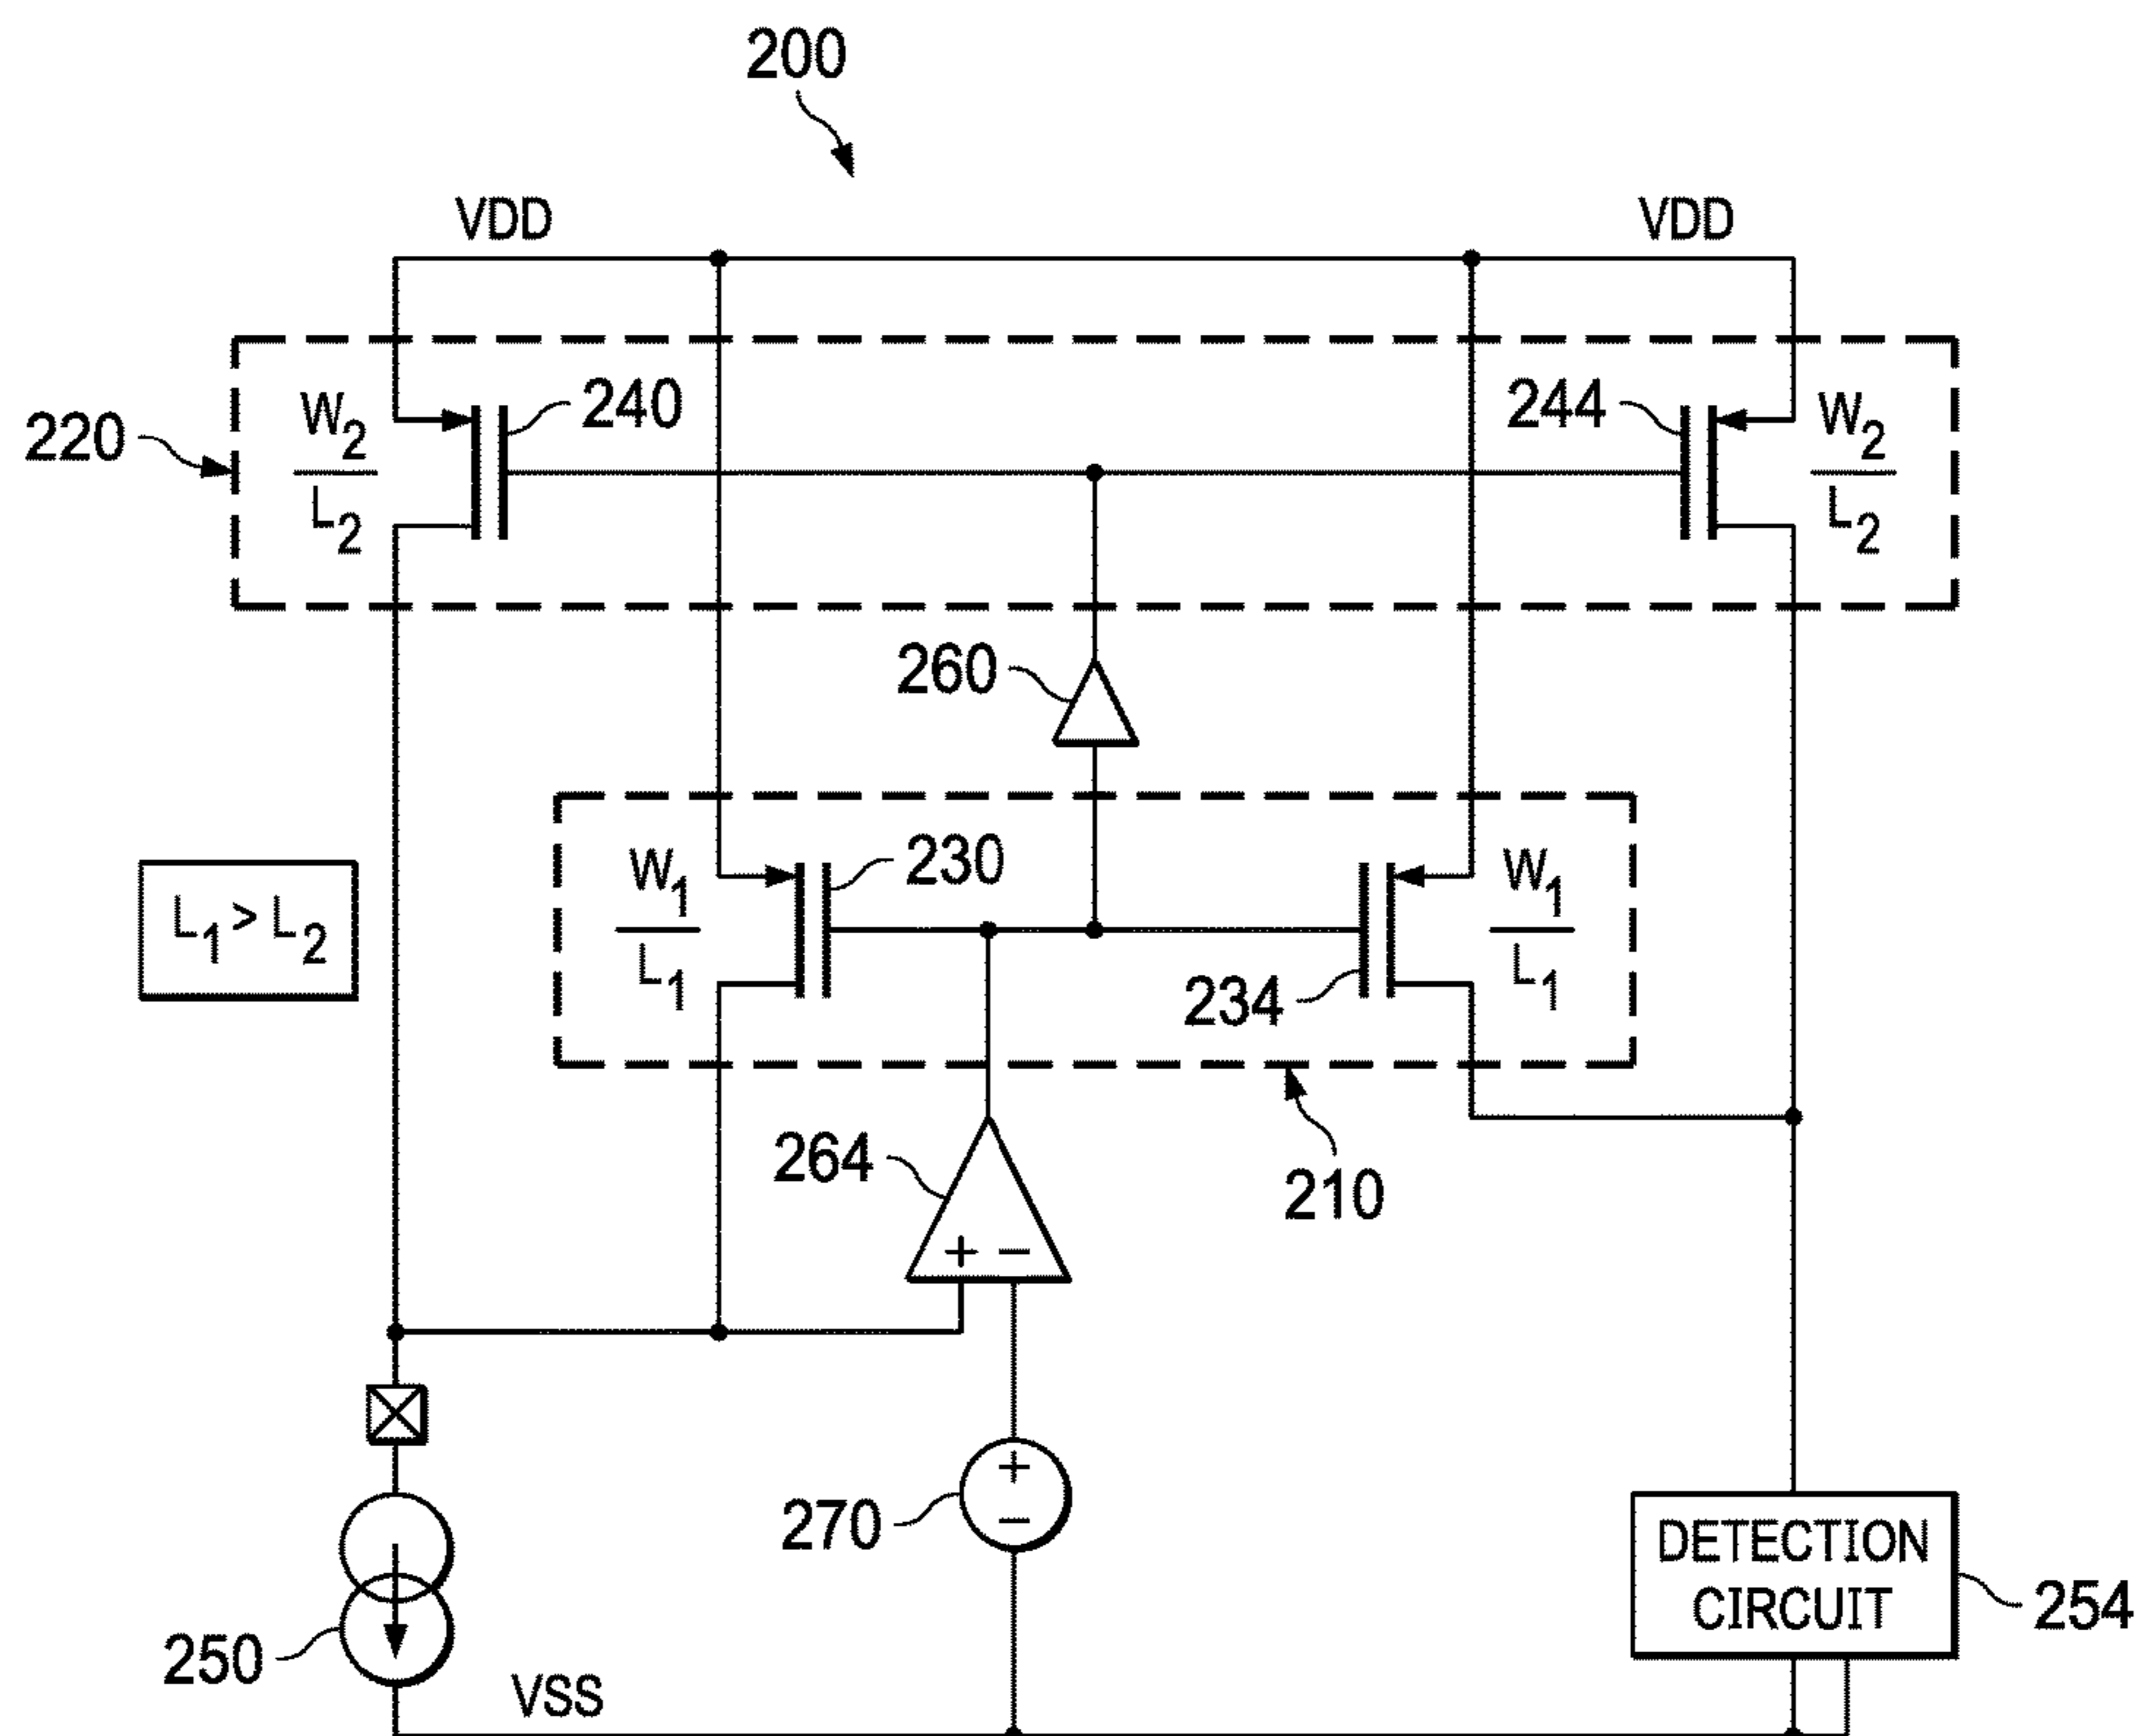 200
VDD VDD
220
W2
L2
240
244
W2
L2
260
L1 > L2
W1
L1
230
234
W1
L1
264
210
+ −
250
270
+
−
DETECTION
CIRCUIT
254
VSS